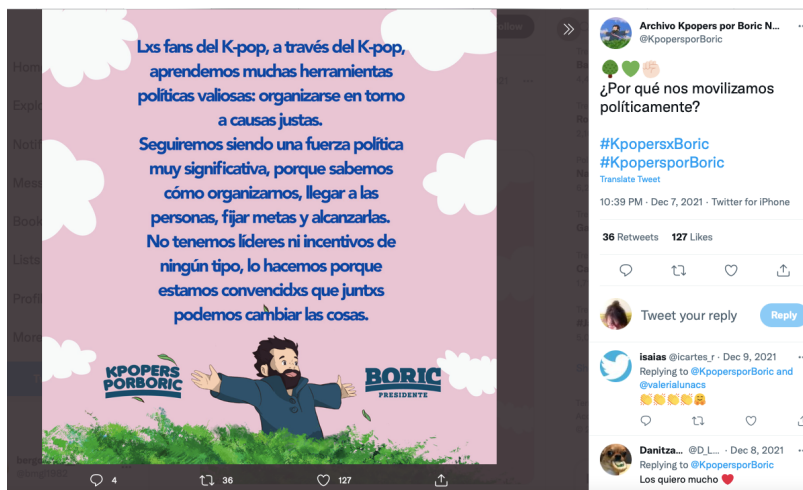 Lxs fans del K-pop, a través del K-pop,
aprendemos muchas herramientas
políticas valiosas: organizarse en torno
a causas justas.
Seguiremos siendo una fuerza política
muy significativa, porque sabemos
cómo organizarnos, llegar a las
personas, fijar metas y alcanzarlas.
No tenemos líderes ni incentivos de
ningún tipo, lo hacemos porque
estamos convencidxs que juntxs
podemos cambiar las cosas.
KPOPERS
PORBORIC
BORIC
PRESIDENTE
4
36
127
Archivo Kpopers por Boric N...
@KpopersporBoric
¿Por qué nos movilizamos
políticamente?
#KpopersxBoric
#KpopersporBoric
Translate Tweet
10:39 PM · Dec 7, 2021 · Twitter for iPhone
36 Retweets 127 Likes
Tweet your reply
Reply
isaias @icartes_r · Dec 9, 2021
Replying to @KpopersporBoric and
@valerialunacs
Danitza... @D_L... · Dec 8, 2021
Replying to @KpopersporBoric
Los quiero mucho